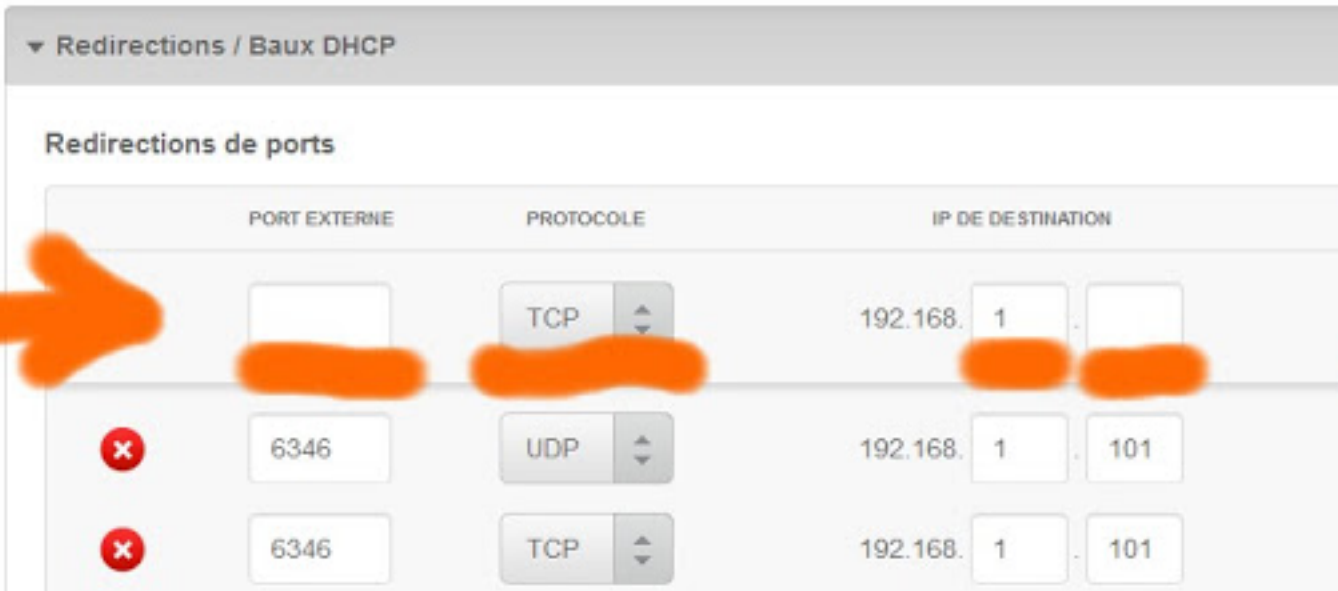 Redirections / Baux DHCP
Redirections de ports
PORT EXTERNE PROTOCOLE IP DE DESTINATION
TCP 192.168. 1 .
6346 UDP 192.168. 1 . 101
6346 TCP 192.168. 1 . 101